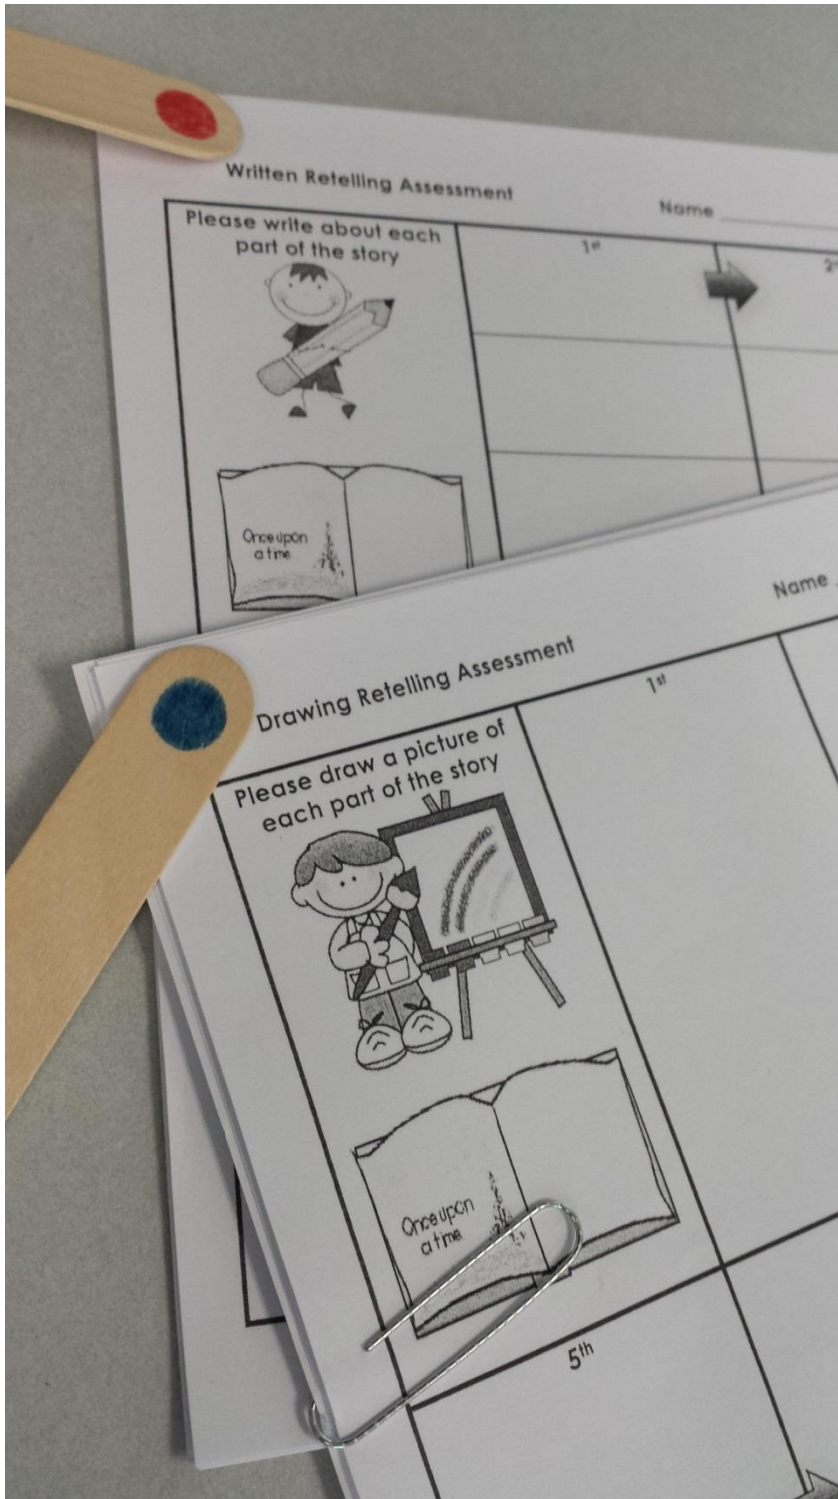 Written Retelling Assessment
Name
Please write about each
part of the story
1st
Once upon
a time
Drawing Retelling Assessment
Name
Please draw a picture of
each part of the story
1st
Once upon
a time
5th